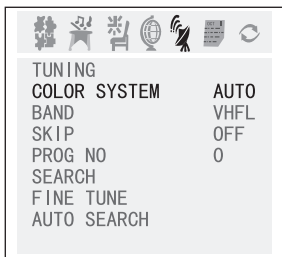 TUNING
COLOR SYSTEM AUTO
BAND VHFL
SKIP OFF
PROG NO 0
SEARCH
FINE TUNE
AUTO SEARCH